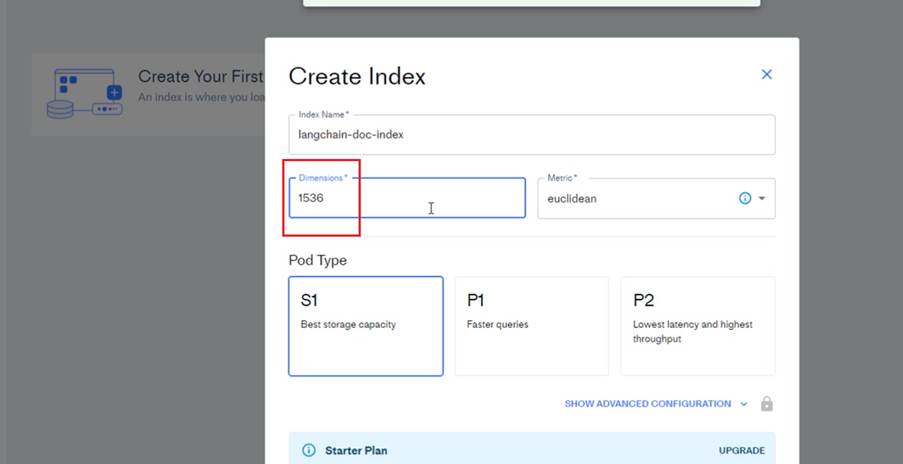 Create Your First
An index is where you loa
Create Index
Index Name*
langchain-doc-index
Dimensions*
1536
Metric*
euclidean
Pod Type
S1
Best storage capacity
P1
Faster queries
P2
Lowest latency and highest
throughput
SHOW ADVANCED CONFIGURATION
Starter Plan
UPGRADE